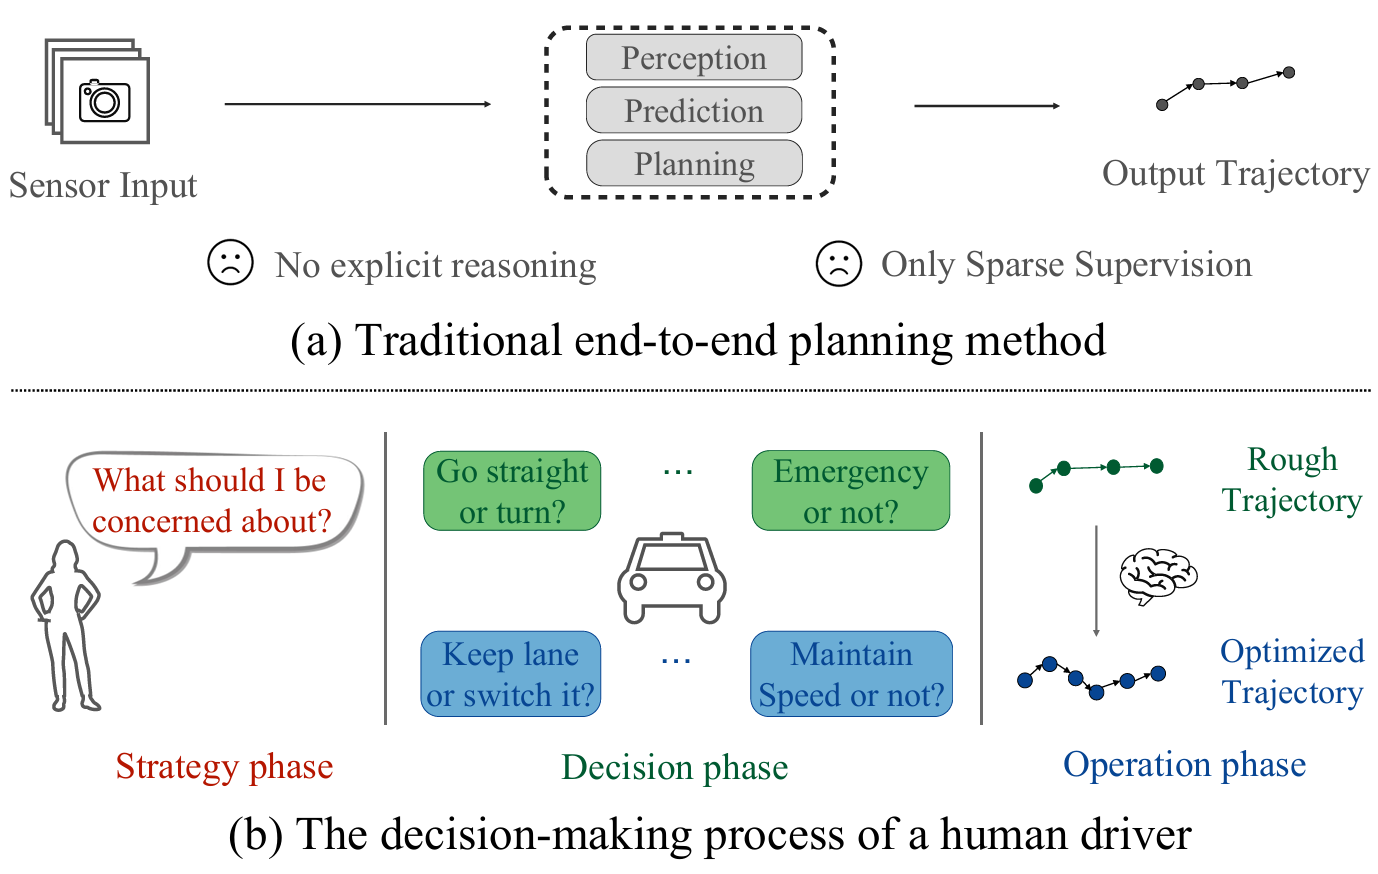 Perception
Prediction
Planning
Sensor Input
Output Trajectory
No explicit reasoning
Only Sparse Supervision
(a) Traditional end-to-end planning method
What should I be
concerned about?
Go straight
or turn?
...
Emergency
or not?
Keep lane
or switch it?
...
Maintain
Speed or not?
Rough
Trajectory
Optimized
Trajectory
Strategy phase
Decision phase
Operation phase
(b) The decision-making process of a human driver